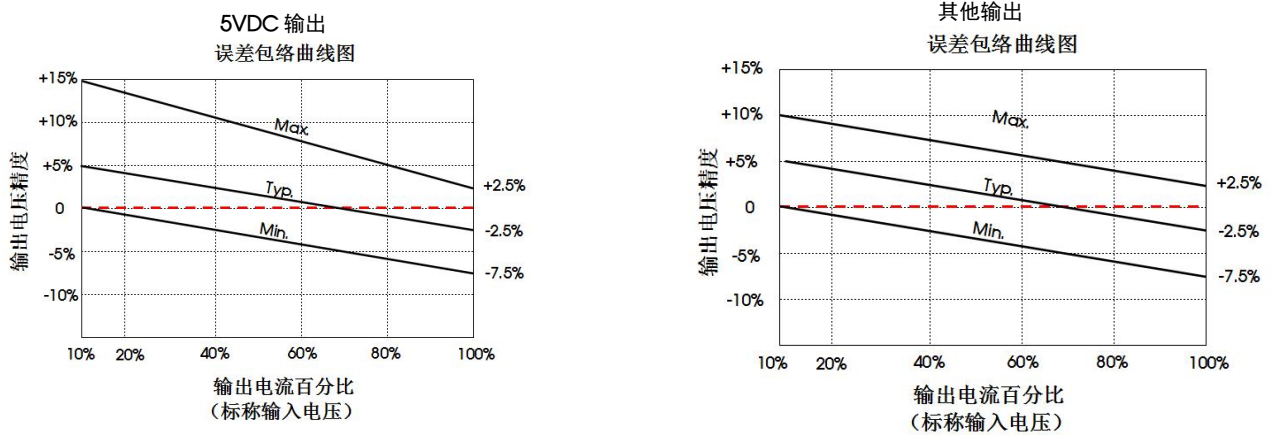 5VDC 输出
误差包络曲线图
+15%
+10%
+5%
0
-5%
-10%
输出电压精度
Max.
Typ.
Min.
+2.5%
-2.5%
-7.5%
10% 20% 40% 60% 80% 100%
输出电流百分比
(标称输入电压)
其他输出
误差包络曲线图
+15%
+10%
+5%
0
-5%
-10%
输出电压精度
Max.
Typ.
Min.
+2.5%
-2.5%
-7.5%
10% 20% 40% 60% 80% 100%
输出电流百分比
(标称输入电压)